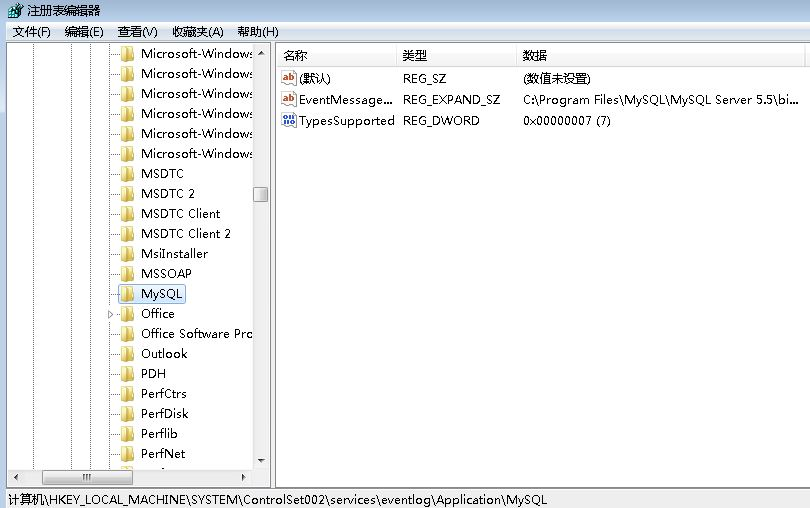 注册表编辑器
文件(F) 编辑(E) 查看(V) 收藏夹(A) 帮助(H)
Microsoft-Windows
Microsoft-Windows
Microsoft-Windows
Microsoft-Windows
Microsoft-Windows
Microsoft-Windows
MSDTC
MSDTC 2
MSDTC Client
MSDTC Client 2
MsiInstaller
MSSOAP
MySQL
Office
Office Software Pro
Outlook
PDH
PerfCtrs
PerfDisk
Perflib
PerfNet
名称 类型 数据
(默认) REG_SZ (数值未设置)
EventMessage... REG_EXPAND_SZ C:\Program Files\MySQL\MySQL Server 5.5\bi...
TypesSupported REG_DWORD 0x00000007 (7)
计算机\HKEY_LOCAL_MACHINE\SYSTEM\ControlSet002\services\eventlog\Application\MySQL